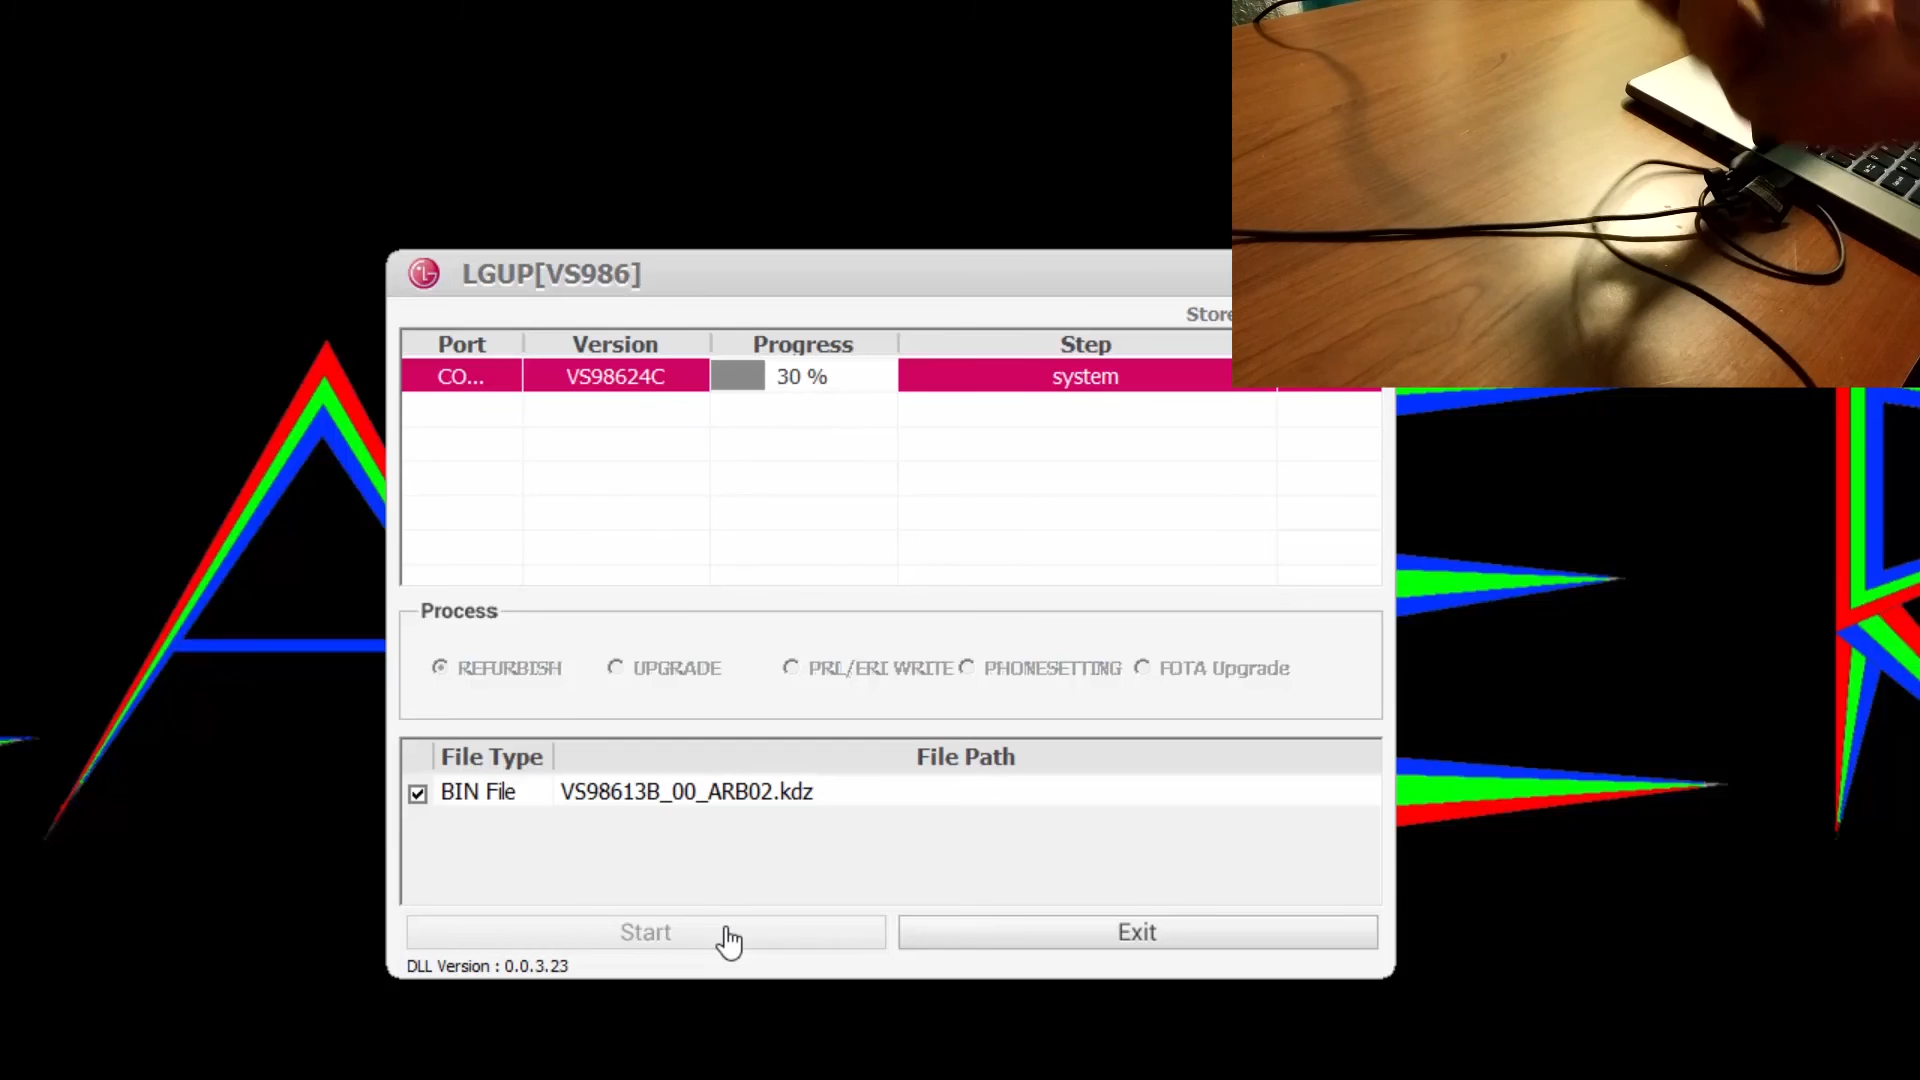 LGUP[VS986]
Store
Port Version Progress Step
CO... VS98624C 30 % system
Process
REFURBISH UPGRADE PRL/ERI WRITE PHONESETTING FOTA Upgrade
File Type File Path
BIN File VS98613B_00_ARB02.kdz
Start Exit
DLL Version : 0.0.3.23